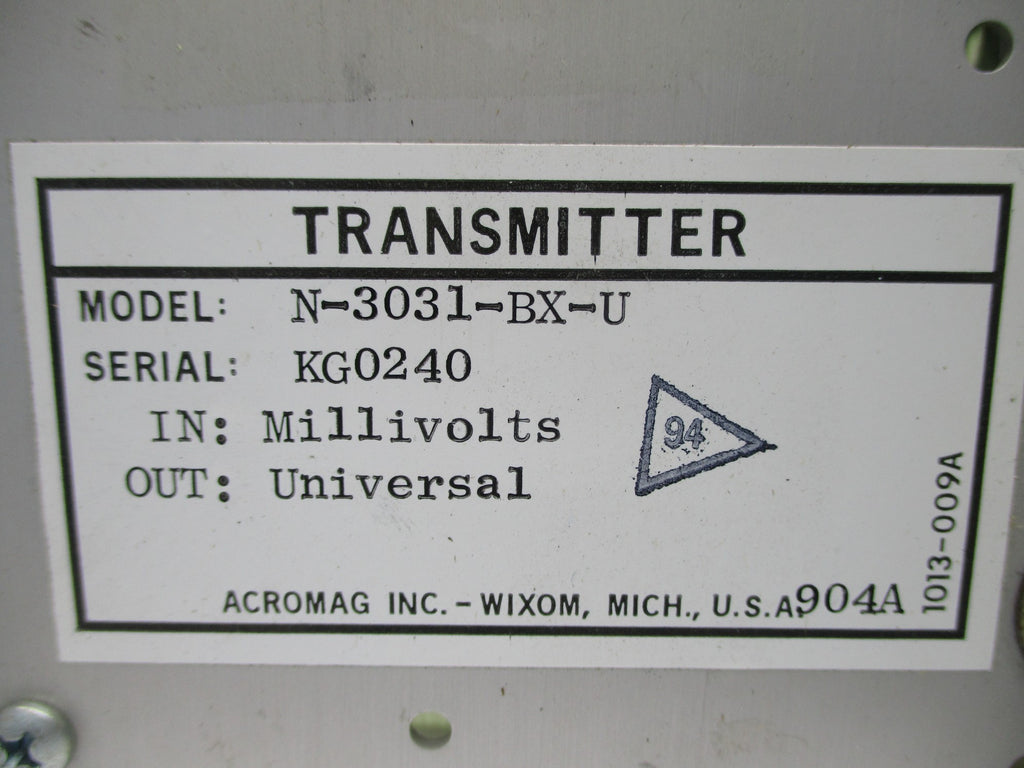 TRANSMITTER
MODEL: N-3031-BX-U
SERIAL: KG0240
IN: Millivolts
OUT: Universal
94
ACROMAG INC. - WIXOM, MICH., U.S.A. 904A
1013-009A